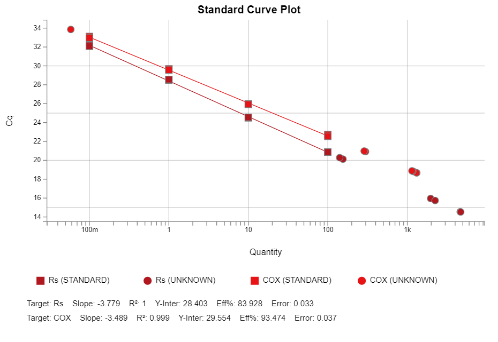 Standard Curve Plot
34
32
30
28
26
24
22
20
18
16
14
Cq
100m 1 10 100 1k
Quantity
Rs (STANDARD) Rs (UNKNOWN) COX (STANDARD) COX (UNKNOWN)
Target: Rs Slope: -3.779 R²: 1 Y-Inter: 28.403 Eff%: 83.928 Error: 0.033
Target: COX Slope: -3.489 R²: 0.999 Y-Inter: 29.554 Eff%: 93.474 Error: 0.037